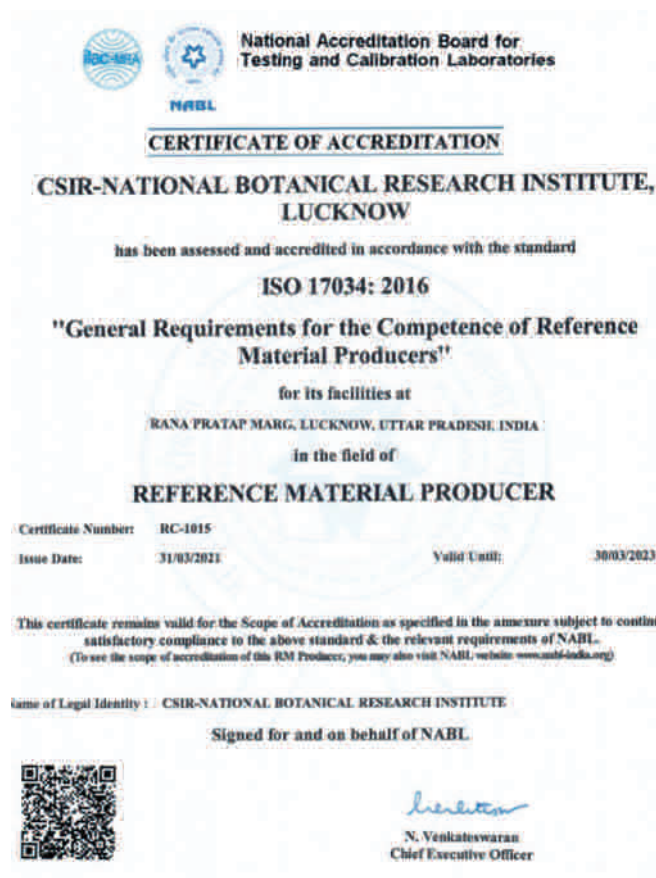 ilac-MRA
NABL
National Accreditation Board for
Testing and Calibration Laboratories
CERTIFICATE OF ACCREDITATION
CSIR-NATIONAL BOTANICAL RESEARCH INSTITUTE,
LUCKNOW
has been assessed and accredited in accordance with the standard
ISO 17034: 2016
"General Requirements for the Competence of Reference
Material Producers"
for its facilities at
RANA PRATAP MARG, LUCKNOW, UTTAR PRADESH, INDIA
in the field of
REFERENCE MATERIAL PRODUCER
Certificate Number: RC-1015
Issue Date: 31/03/2021 Valid Until: 30/03/2023
This certificate remains valid for the Scope of Accreditation as specified in the annexure subject to contin
satisfactory compliance to the above standard & the relevant requirements of NABL.
(To see the scope of accreditation of this RM Producer, you may also visit NABL website www.nabl-india.org)
ame of Legal Identity : CSIR-NATIONAL BOTANICAL RESEARCH INSTITUTE
Signed for and on behalf of NABL
N. Venkateswaran
Chief Executive Officer